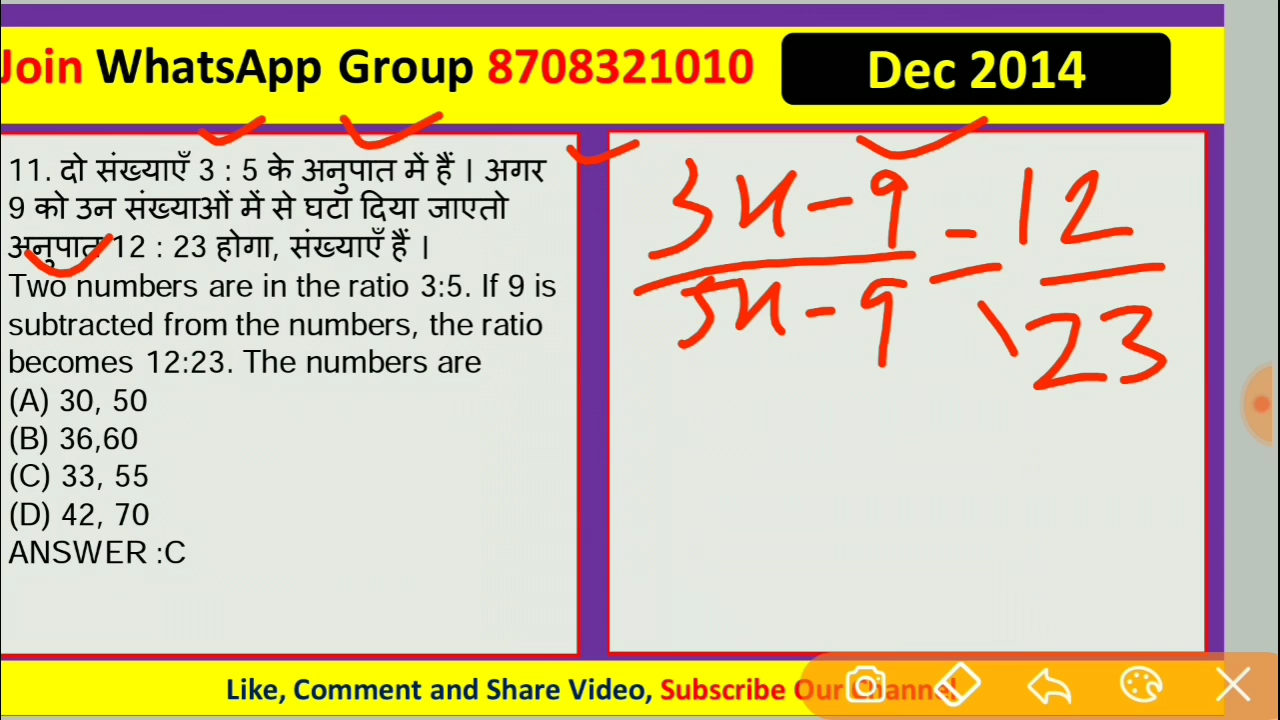 Join WhatsApp Group 8708321010
Dec 2014
11. दो संख्याएँ 3 : 5 के अनुपात में हैं । अगर
9 को उन संख्याओं में से घटा दिया जाएतो
अनुपात 12 : 23 होगा, संख्याएँ हैं ।
Two numbers are in the ratio 3:5. If 9 is
subtracted from the numbers, the ratio
becomes 12:23. The numbers are
(A) 30, 50
(B) 36,60
(C) 33, 55
(D) 42, 70
ANSWER :C
3x-9 = 12
5x-9 23
Like, Comment and Share Video, Subscribe Our Channel